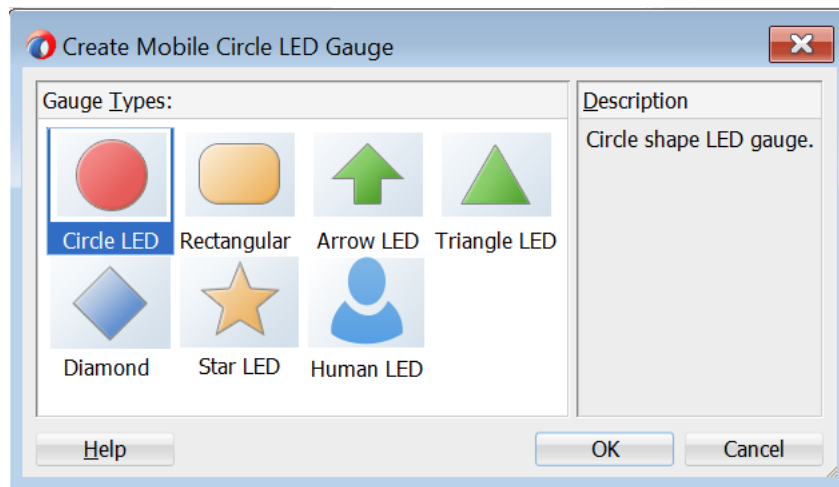 Create Mobile Circle LED Gauge
Gauge Types:
Description
Circle shape LED gauge.
Circle LED
Rectangular
Arrow LED
Triangle LED
Diamond
Star LED
Human LED
Help
OK
Cancel